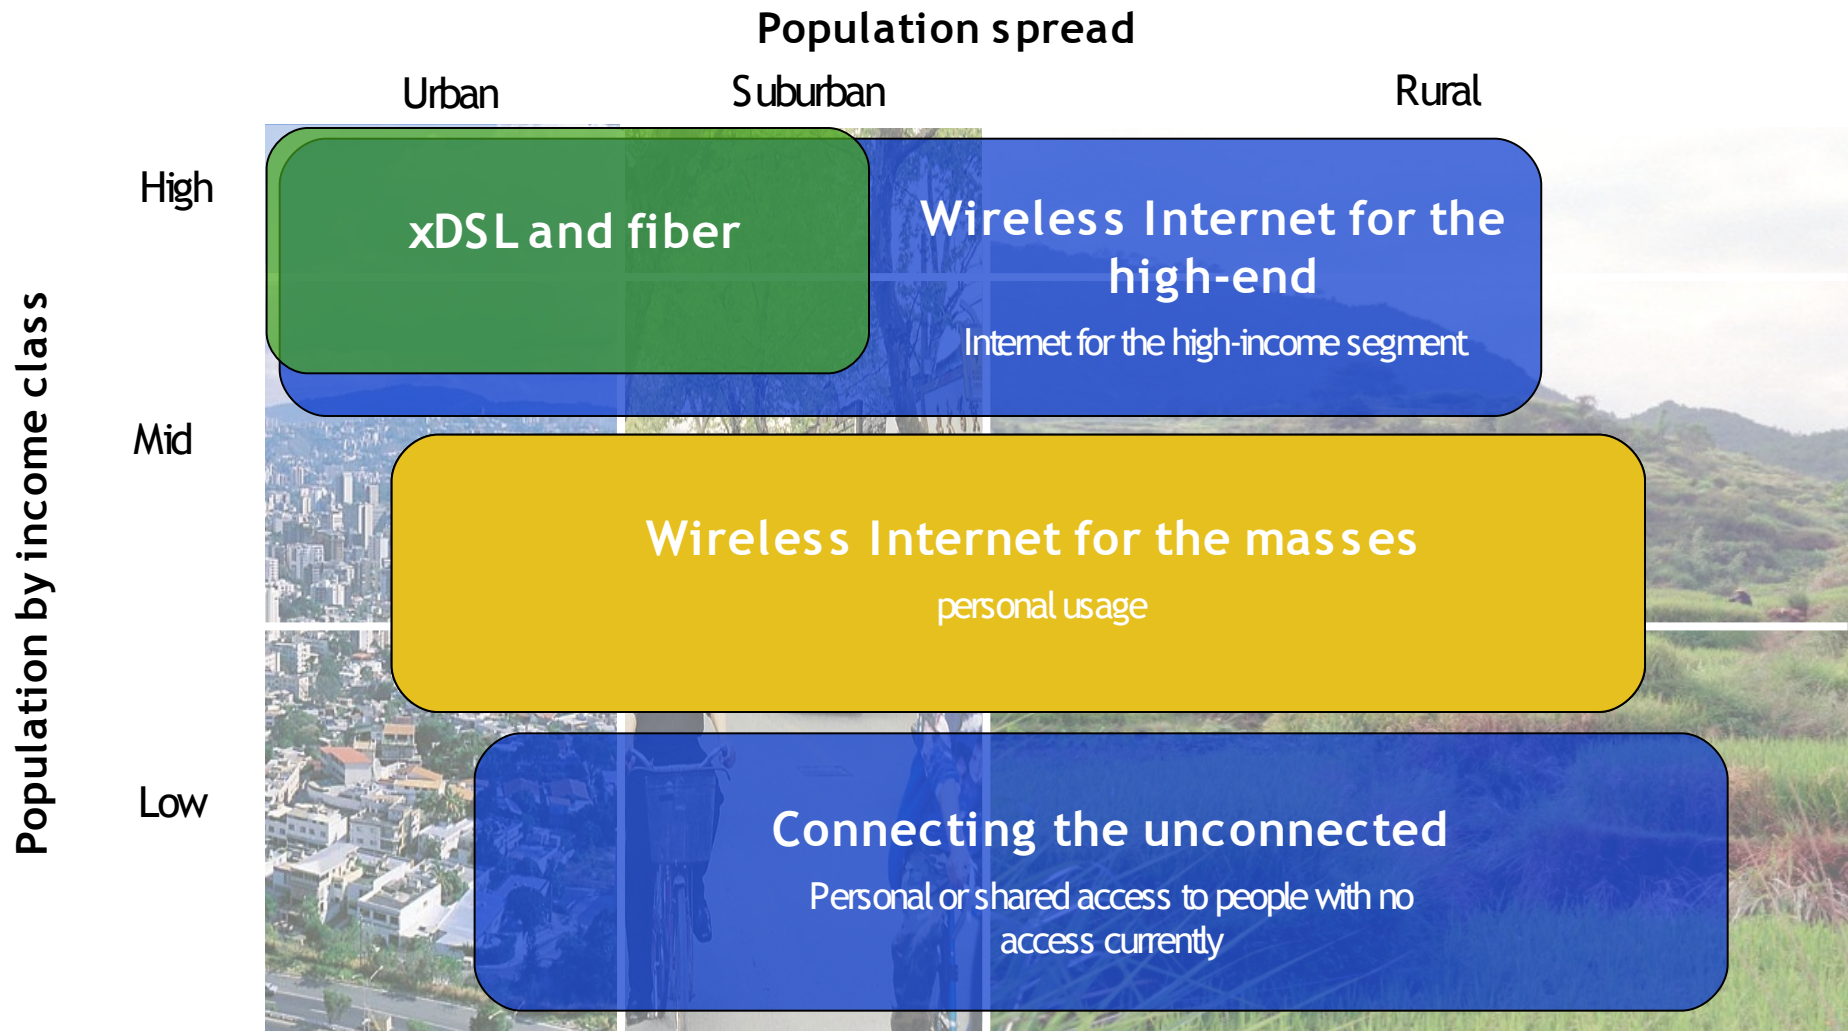 Population spread
Urban
Suburban
Rural
Population by income class
High
Mid
Low
xDSL and fiber
Wireless Internet for the
high-end
Internet for the high-income segment
Wireless Internet for the masses
personal usage
Connecting the unconnected
Personal or shared access to people with no
access currently